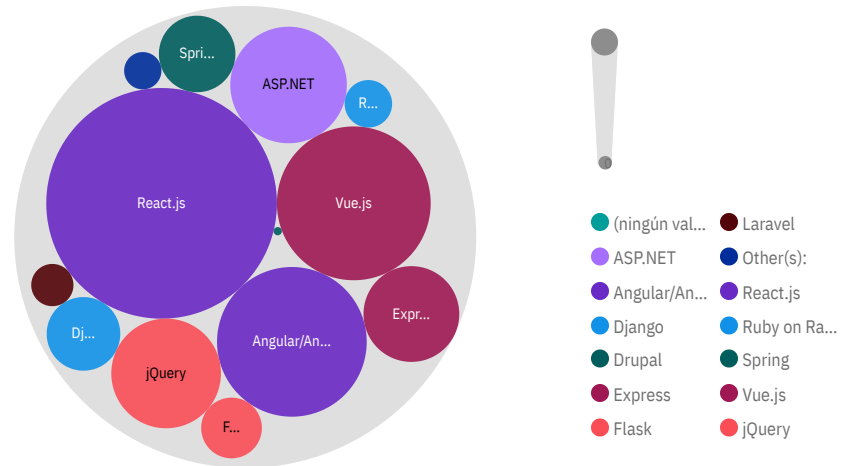 Spri...
ASP.NET
R...
React.js
Vue.js
Expr...
Dj...
Angular/An...
jQuery
F...
(ningún val...
Laravel
ASP.NET
Other(s):
Angular/An...
React.js
Django
Ruby on Ra...
Drupal
Spring
Express
Vue.js
Flask
jQuery